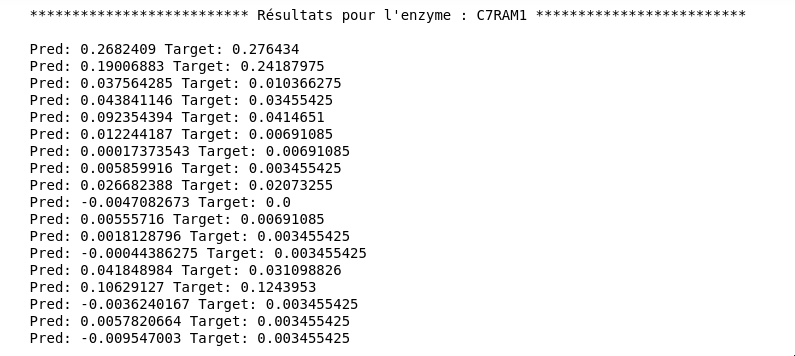 ************************** Résultats pour l'enzyme : C7RAM1 *************************
Pred: 0.2682409 Target: 0.276434
Pred: 0.19006883 Target: 0.24187975
Pred: 0.037564285 Target: 0.010366275
Pred: 0.043841146 Target: 0.03455425
Pred: 0.092354394 Target: 0.0414651
Pred: 0.012244187 Target: 0.00691085
Pred: 0.00017373543 Target: 0.00691085
Pred: 0.005859916 Target: 0.003455425
Pred: 0.026682388 Target: 0.02073255
Pred: -0.0047082673 Target: 0.0
Pred: 0.00555716 Target: 0.00691085
Pred: 0.0018128796 Target: 0.003455425
Pred: -0.00044386275 Target: 0.003455425
Pred: 0.041848984 Target: 0.031098826
Pred: 0.10629127 Target: 0.1243953
Pred: -0.0036240167 Target: 0.003455425
Pred: 0.0057820664 Target: 0.003455425
Pred: -0.009547003 Target: 0.003455425